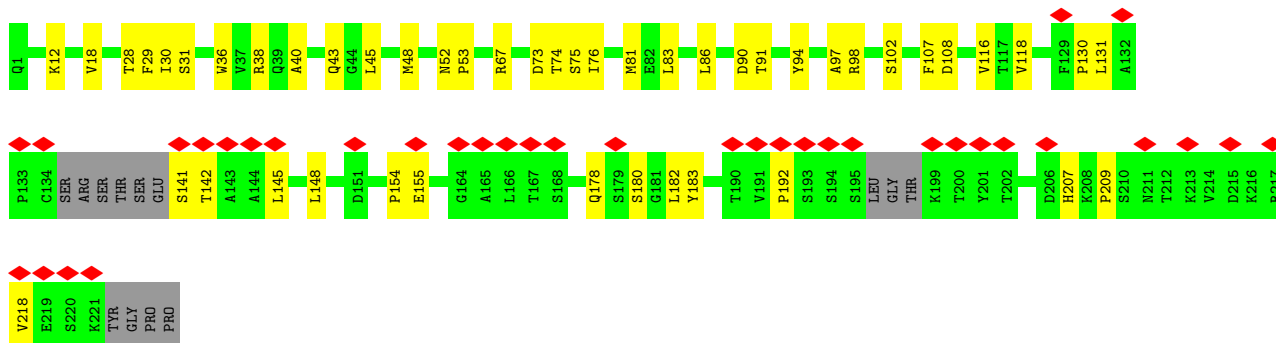 Q1 K12 V18 T28 F29 I30 S31 W36 V37 R38 Q39 A40 Q43 G44 L45 M48 N52 P53 R67 D73 T74 S75 I76 M81 E82 L83 L86 D90 T91 Y94 A97 R98 S102 F107 D108 V116 T117 V118 F129 P130 L131 A132
P133 C134 SER ARG SER THR SER GLU S141 T142 A143 A144 L145 L148 D151 P154 E155 G164 A165 L166 T167 S168 Q178 S179 S180 G181 L182 Y183 T190 V191 P192 S193 S194 S195 LEU GLY THR K199 T200 Y201 T202 D206 H207 K208 P209 S210 N211 T212 K213 V214 D215 K216
V218 E219 S220 K221 TYR GLY PRO PRO